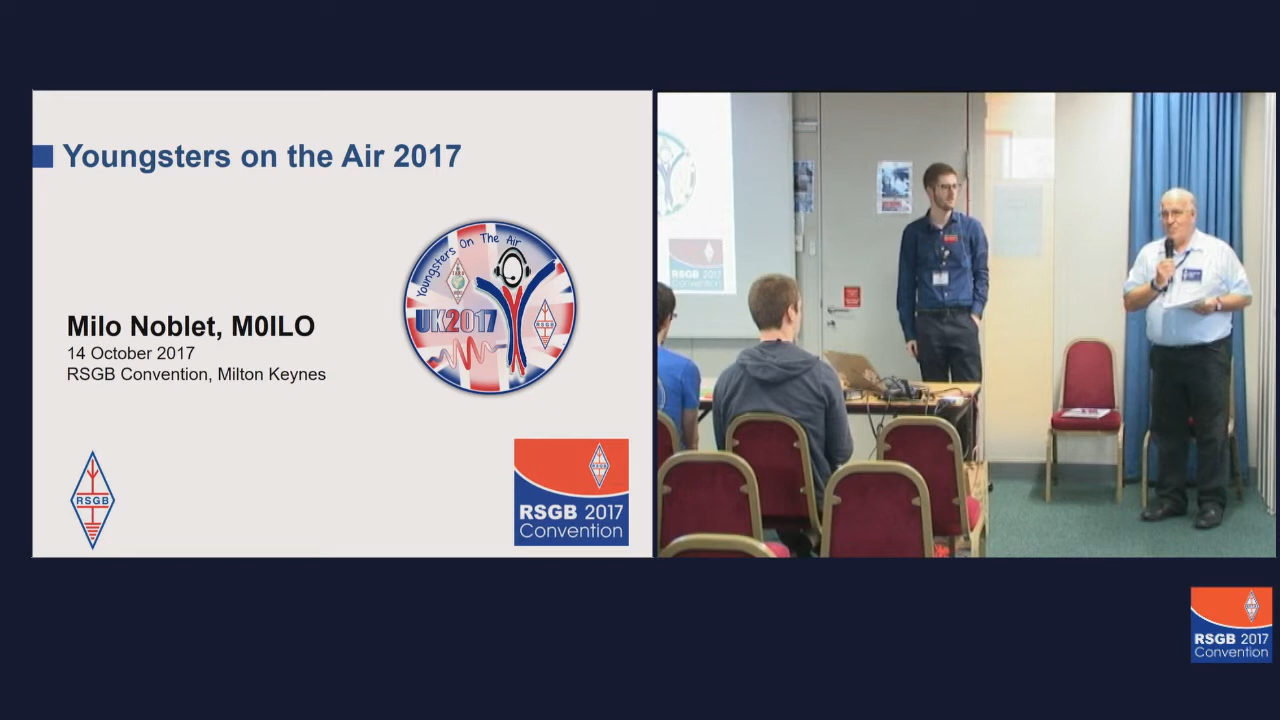 Youngsters on the Air 2017
Youngsters On The Air
UK2017
RSGB
Milo Noblet, M0ILO
14 October 2017
RSGB Convention, Milton Keynes
RSGB
RSGB 2017
Convention
RSGB 2017
Convention
RSGB 2017
Convention